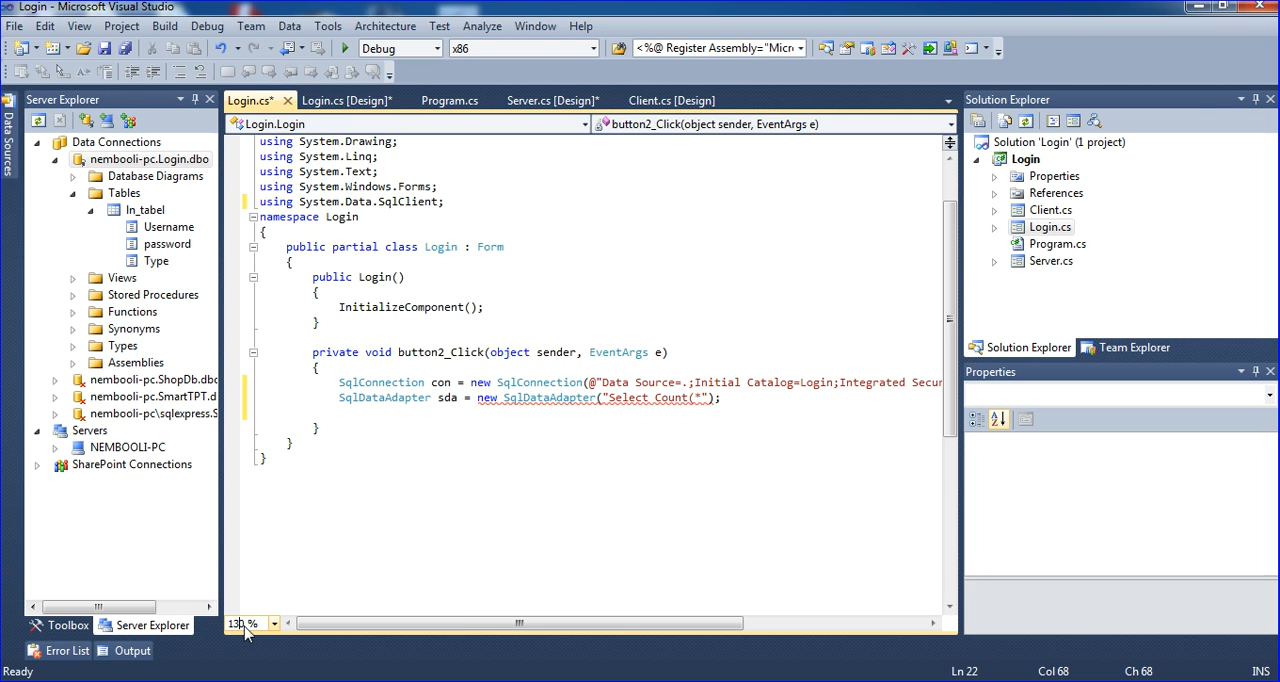 Login - Microsoft Visual Studio
File Edit View Project Build Debug Team Data Tools Architecture Test Analyze Window Help
Debug x86 <%@ Register Assembly="Micr
Data Sources
Server Explorer
Data Connections
nembooli-pc.Login.dbo
Database Diagrams
Tables
In_tabel
Username
password
Type
Views
Stored Procedures
Functions
Synonyms
Types
Assemblies
nembooli-pc.ShopDb.dbo
nembooli-pc.SmartTPT.d
nembooli-pc\sqlexpress.S
Servers
NEMBOOLI-PC
SharePoint Connections
Toolbox Server Explorer
Login.cs* Login.cs [Design]* Program.cs Server.cs [Design]* Client.cs [Design]
Login.Login button2_Click(object sender, EventArgs e)
using System.Drawing;
using System.Linq;
using System.Text;
using System.Windows.Forms;
using System.Data.SqlClient;
namespace Login
{
public partial class Login : Form
{
public Login()
{
InitializeComponent();
}
private void button2_Click(object sender, EventArgs e)
{
SqlConnection con = new SqlConnection(@"Data Source=.;Initial Catalog=Login;Integrated Secur
SqlDataAdapter sda = new SqlDataAdapter("Select Count(*");
}
}
}
130 %
Solution Explorer
Solution 'Login' (1 project)
Login
Properties
References
Client.cs
Login.cs
Program.cs
Server.cs
Solution Explorer Team Explorer
Properties
Error List Output
Ready Ln 22 Col 68 Ch 68 INS